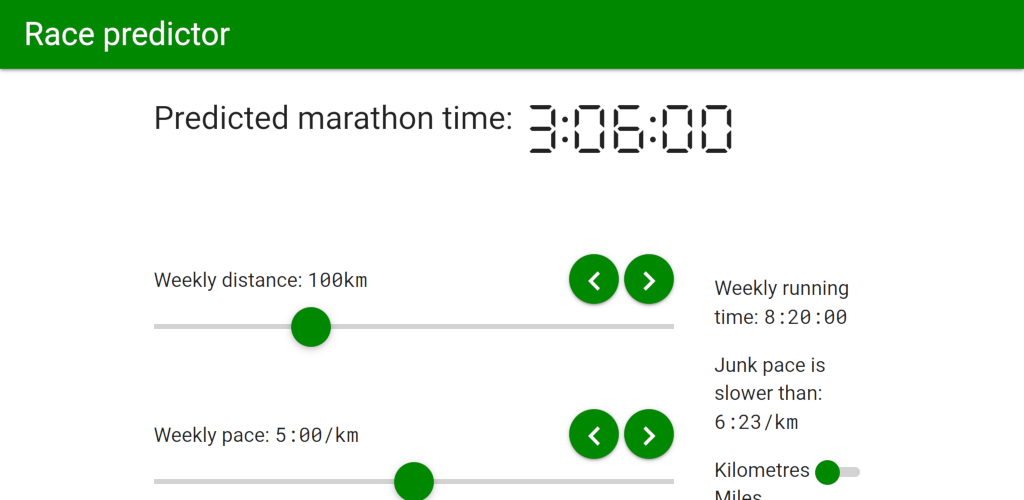 Race predictor
Predicted marathon time: 3:06:00
Weekly distance: 100km
Weekly running
time: 8:20:00
Junk pace is
slower than:
6:23/km
Weekly pace: 5:00/km
Kilometres
Miles